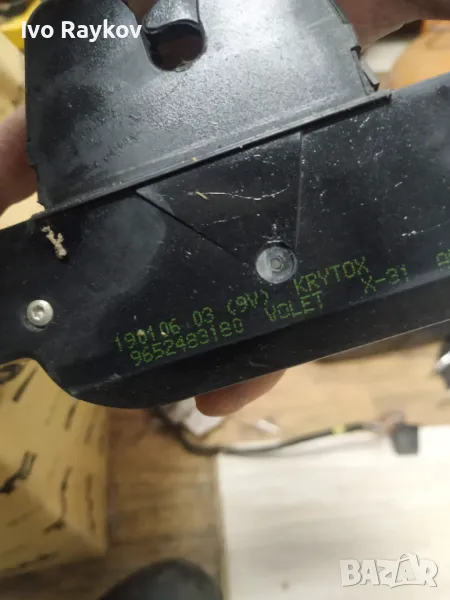 Ivo Raykov
190106 03 (9V) KRYTOX
9652483180 VOLET X-31
BAZAR